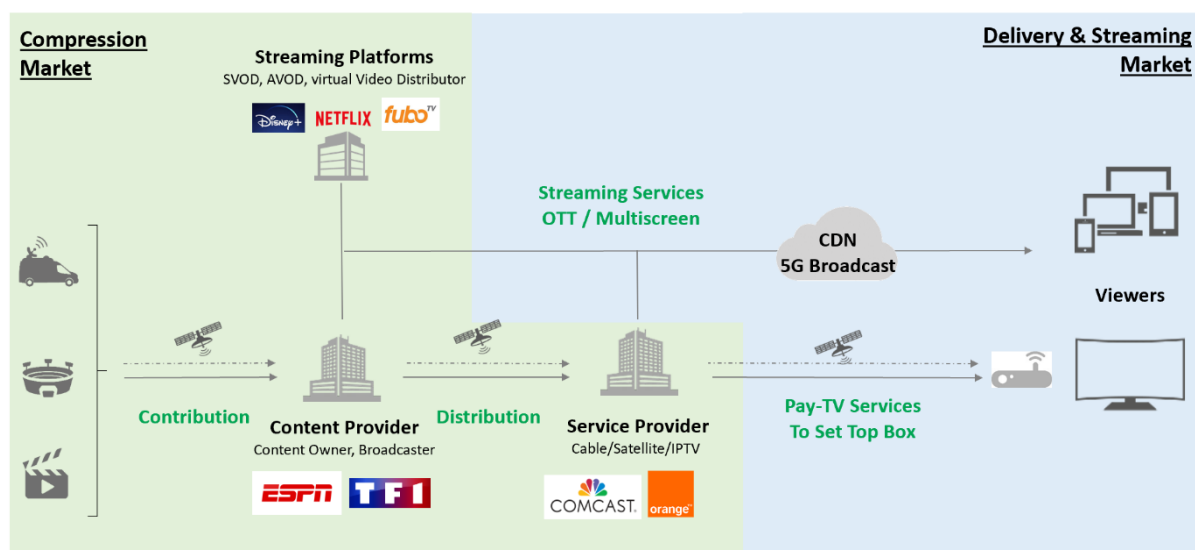 Compression
Market
Delivery & Streaming
Market
Streaming Platforms
SVOD, AVOD, virtual Video Distributor
Disney+
NETFLIX
fubo TV
Streaming Services
OTT / Multiscreen
CDN
5G Broadcast
Viewers
Contribution
Distribution
Pay-TV Services
To Set Top Box
Content Provider
Content Owner, Broadcaster
Service Provider
Cable/Satellite/IPTV
ESPN
TF1
COMCAST.
orange™